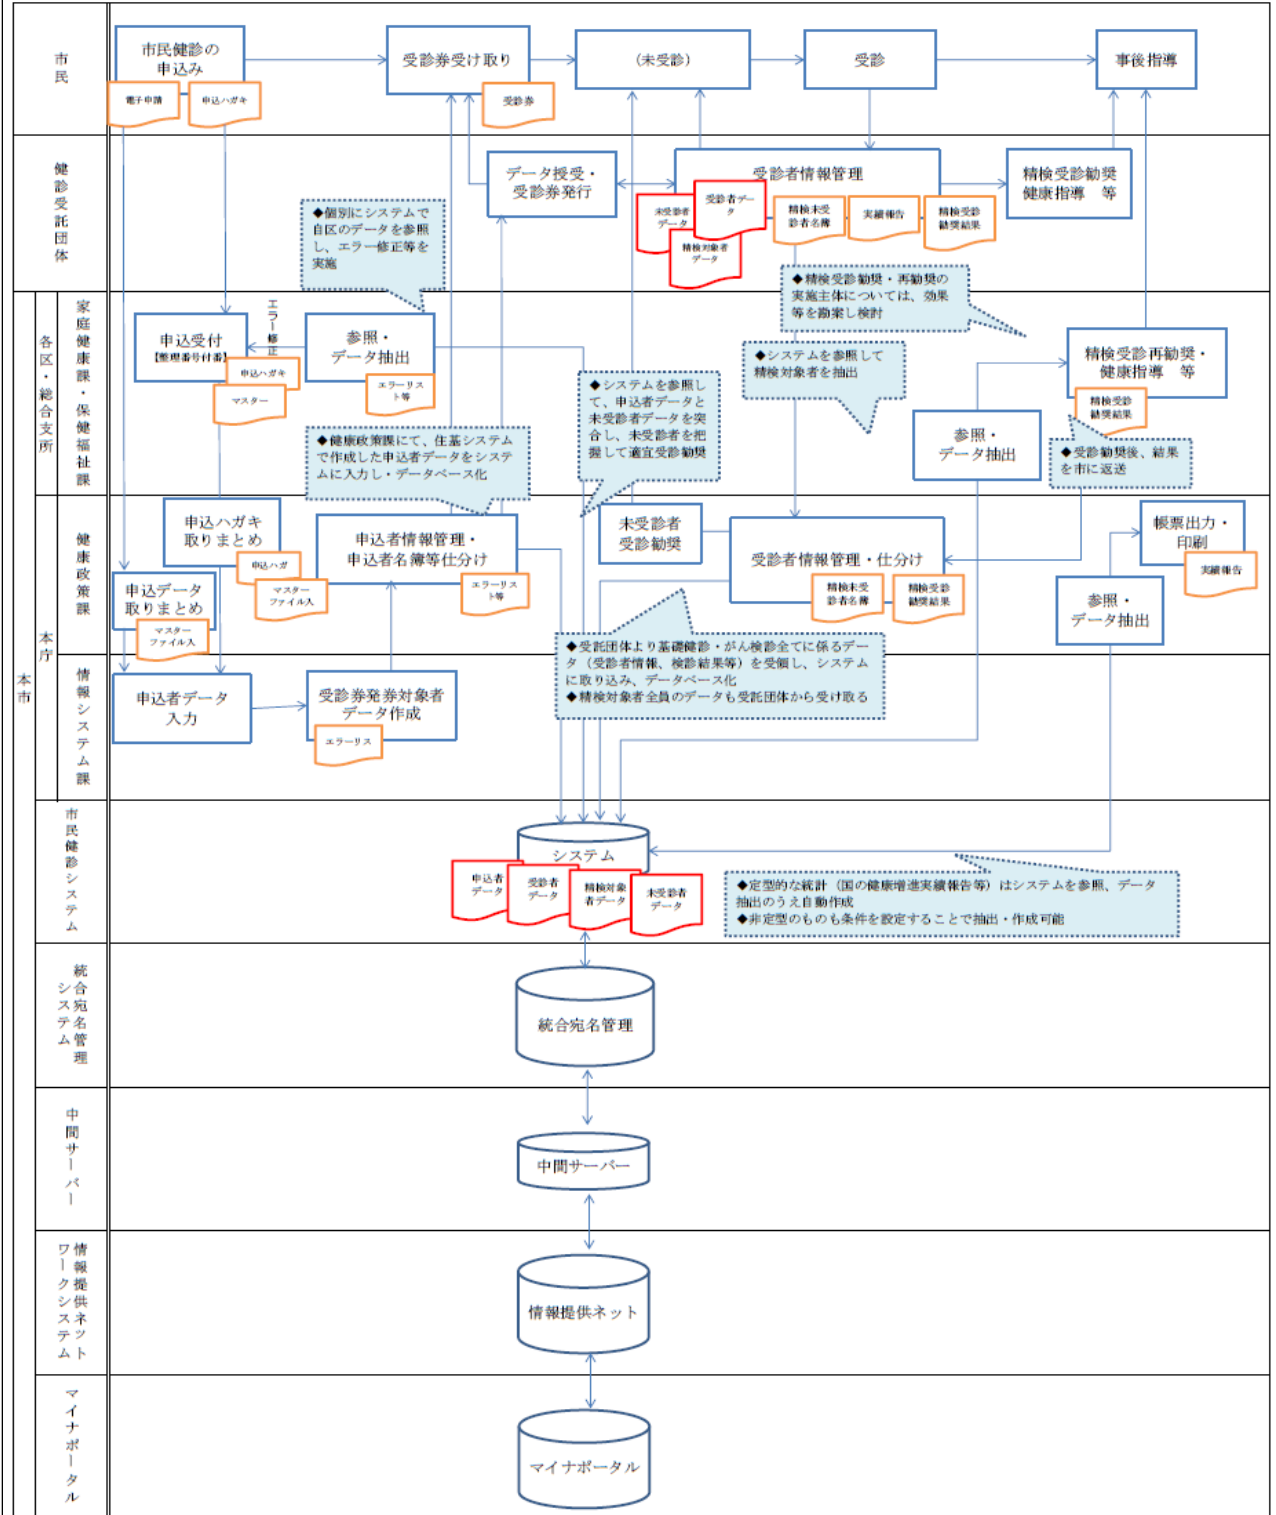 市民
市民健診の
申込み
電子申請
申込ハガキ
受診券受け取り
受診券
(未受診)
受診
事後指導
健診受託団体
データ授受・
受診券発行
受診者情報管理
未受診者
データ
受診者デー
タ
精検対象者
データ
精検未受
診者名簿
実績報告
精検受診
勧奨結果
精検受診勧奨
健康指導　等
◆個別にシステムで
自区のデータを参照
し、エラー修正等を
実施
◆精検受診勧奨・再勧奨の
実施主体については、効果
等を勘案し検討
本市
各区・総合支所
家庭健康課・保健福祉課
申込受付
【整理番号付番】
申込ハガキ
マスター
エラー修正
参照・
データ抽出
エラーリス
ト等
◆システムを参照し
て、申込者データと
未受診者データを突
合し、未受診者を把
握して適宜受診勧奨
◆システムを参照して
精検対象者を抽出
精検受診再勧奨・
健康指導　等
精検受診
勧奨結果
参照・
データ抽出
◆受診勧奨後、結果
を市に返送
◆健康政策課にて、住基システム
で作成した申込者データをシステ
ムに入力し・データベース化
本庁
健康政策課
申込ハガキ
取りまとめ
申込ハガ
マスター
ファイル入
申込データ
取りまとめ
マスター
ファイル入
申込者情報管理・
申込者名簿等仕分け
エラーリス
ト等
未受診者
受診勧奨
受診者情報管理・仕分け
精検未受
診者名簿
精検受診
勧奨結果
帳票出力・
印刷
実績報告
参照・
データ抽出
◆受託団体より基礎健診・がん検診全てに係るデー
タ（受診者情報、検診結果等）を受領し、システム
に取り込み、データベース化
◆精検対象者全員のデータも受託団体から受け取る
情報システム課
申込者データ
入力
受診券発券対象者
データ作成
エラーリス
市民健診システム
システム
申込者
データ
受診者
データ
精検対象
者データ
未受診者
データ
◆定型的な統計（国の健康増進実績報告等）はシステムを参照、データ
抽出のうえ自動作成
◆非定型のものも条件を設定することで抽出・作成可能
統合宛名管理
システム
統合宛名管理
中間サーバー
中間サーバー
情報提供ネット
ワークシステム
情報提供ネット
マイナポータル
マイナポータル